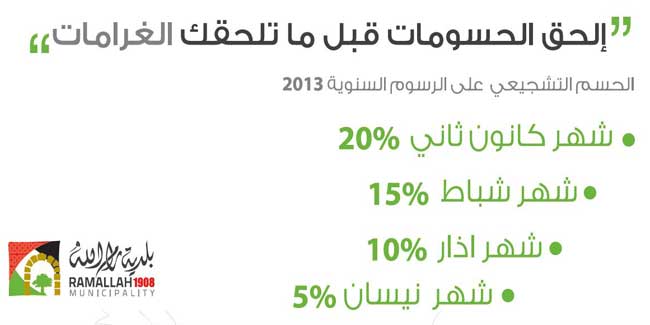 ”إلحق الحسومات قبل ما تلحقك الغرامات“
الحسم التشجيعي على الرسوم السنوية 2013
• شهر كانون ثاني 20%
• شهر شباط 15%
• شهر اذار 10%
• شهر نيسان 5%
بلدية رام الله
RAMALLAH 1908
MUNICIPALITY